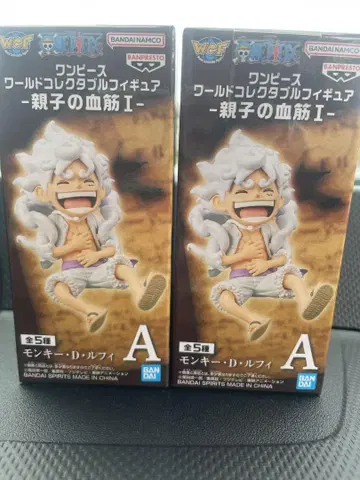 WCF ONE PIECE BANDAI NAMCO
BANPRESTO
ワンピース
ワールドコレクタブルフィギュア
-親子の血筋Ⅰ-
全5種
モンキー・D・ルフィ
A
BANDAI SPIRITS MADE IN CHINA
BANDAI
WCF ONE PIECE BANDAI NAMCO
BANPRESTO
ワンピース
ワールドコレクタブルフィギュア
-親子の血筋Ⅰ-
全5種
モンキー・D・ルフィ
A
BANDAI SPIRITS MADE IN CHINA
BANDAI